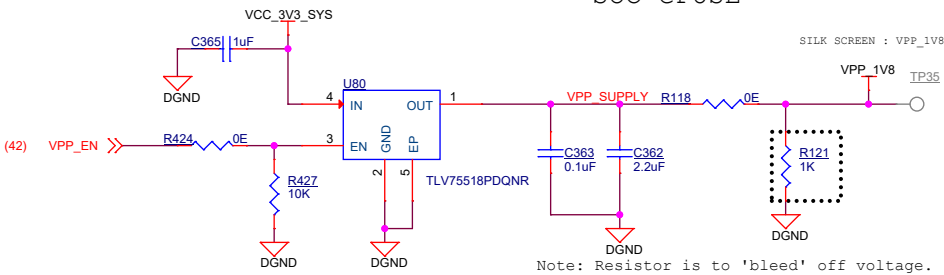 VCC_3V3_SYS
SILK SCREEN : VPP_1V8
C365 1uF
VPP_1V8
TP35
DGND
U80
4 IN
OUT 1
VPP_SUPPLY
R118 0E
(42) VPP_EN
R424 0E
3 EN
GND
EP
C363
0.1uF
C362
2.2uF
R121
1K
R427
10K
2
5
TLV75518PDQNR
DGND
DGND
DGND
DGND
Note: Resistor is to 'bleed' off voltage.